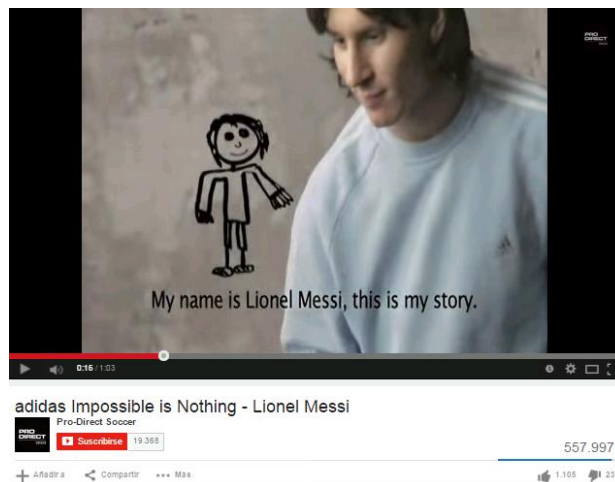 PRO
DIRECT
My name is Lionel Messi, this is my story.
0:16 / 1:03
adidas Impossible is Nothing - Lionel Messi
Pro-Direct Soccer
PRO
DIRECT
Suscribirse 19.368
557.997
Añadir a Compartir Más
1.105 23